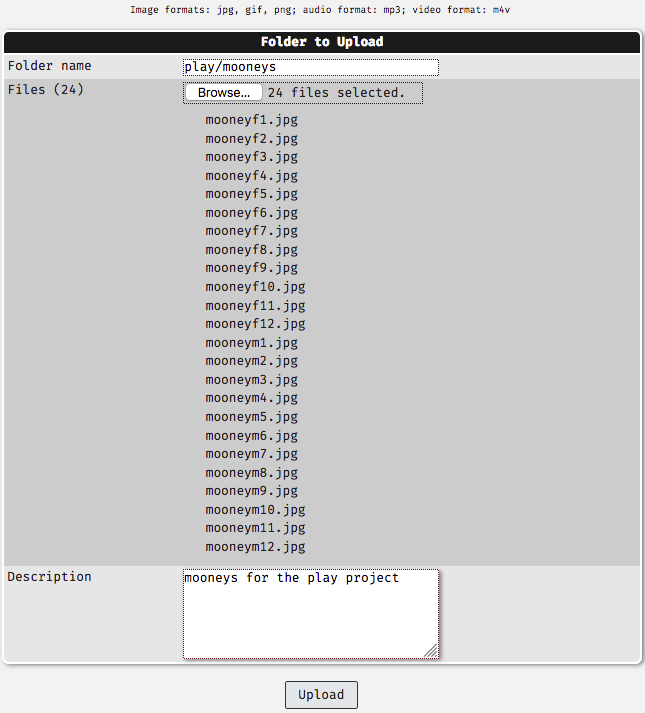 Image formats: jpg, gif, png; audio format: mp3; video format: m4v
Folder to Upload
Folder name play/mooneys
Files (24) Browse... 24 files selected.
mooneyf1.jpg
mooneyf2.jpg
mooneyf3.jpg
mooneyf4.jpg
mooneyf5.jpg
mooneyf6.jpg
mooneyf7.jpg
mooneyf8.jpg
mooneyf9.jpg
mooneyf10.jpg
mooneyf11.jpg
mooneyf12.jpg
mooneym1.jpg
mooneym2.jpg
mooneym3.jpg
mooneym4.jpg
mooneym5.jpg
mooneym6.jpg
mooneym7.jpg
mooneym8.jpg
mooneym9.jpg
mooneym10.jpg
mooneym11.jpg
mooneym12.jpg
Description mooneys for the play project
Upload